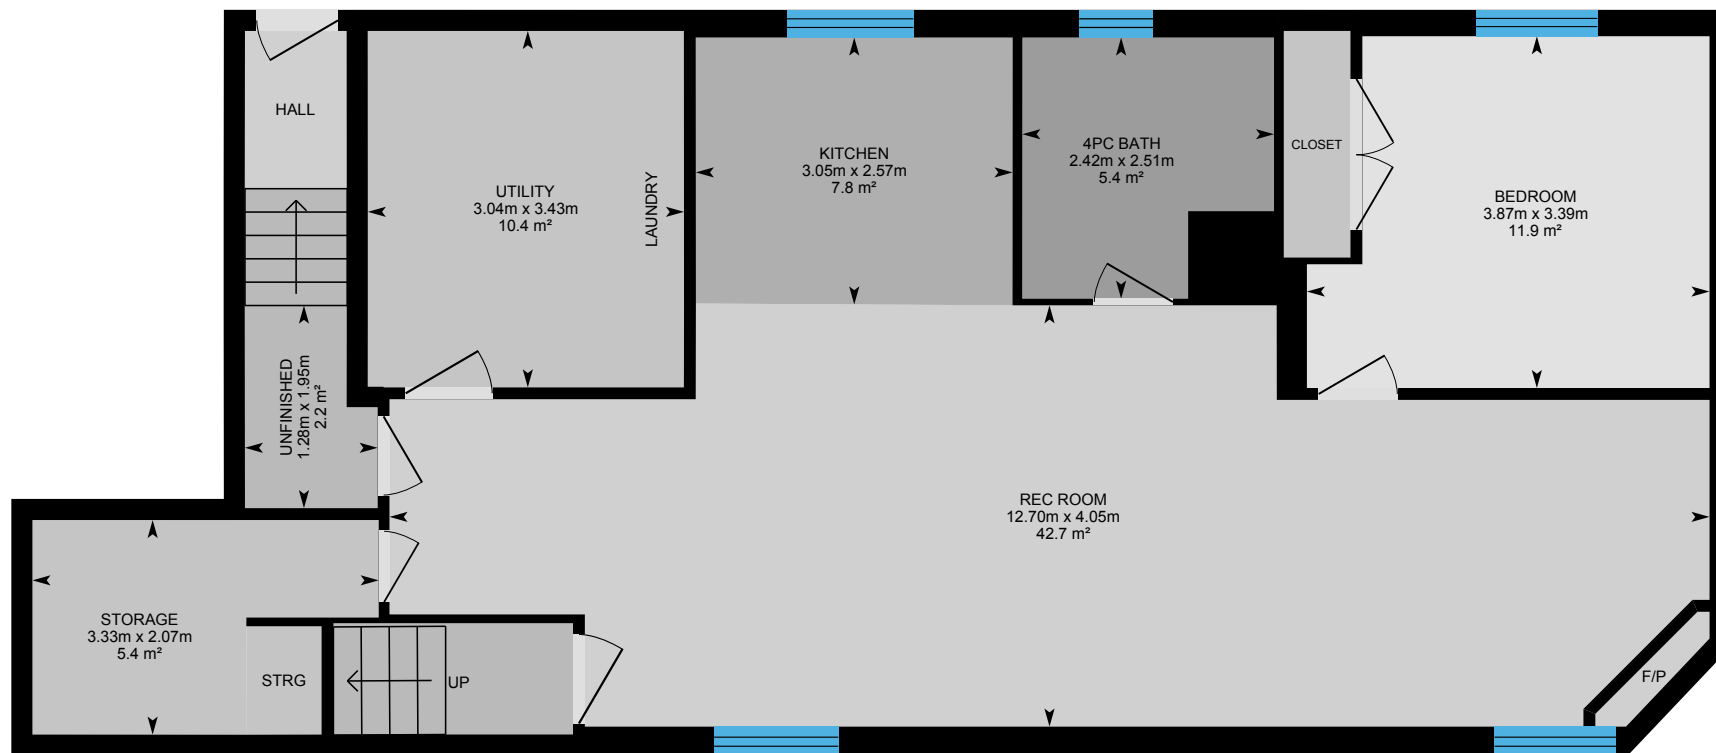 HALL
UTILITY
3.04m x 3.43m
10.4 m²
LAUNDRY
KITCHEN
3.05m x 2.57m
7.8 m²
4PC BATH
2.42m x 2.51m
5.4 m²
CLOSET
BEDROOM
3.87m x 3.39m
11.9 m²
UNFINISHED
1.28m x 1.95m
2.2 m²
REC ROOM
12.70m x 4.05m
42.7 m²
STORAGE
3.33m x 2.07m
5.4 m²
STRG
UP
F/P